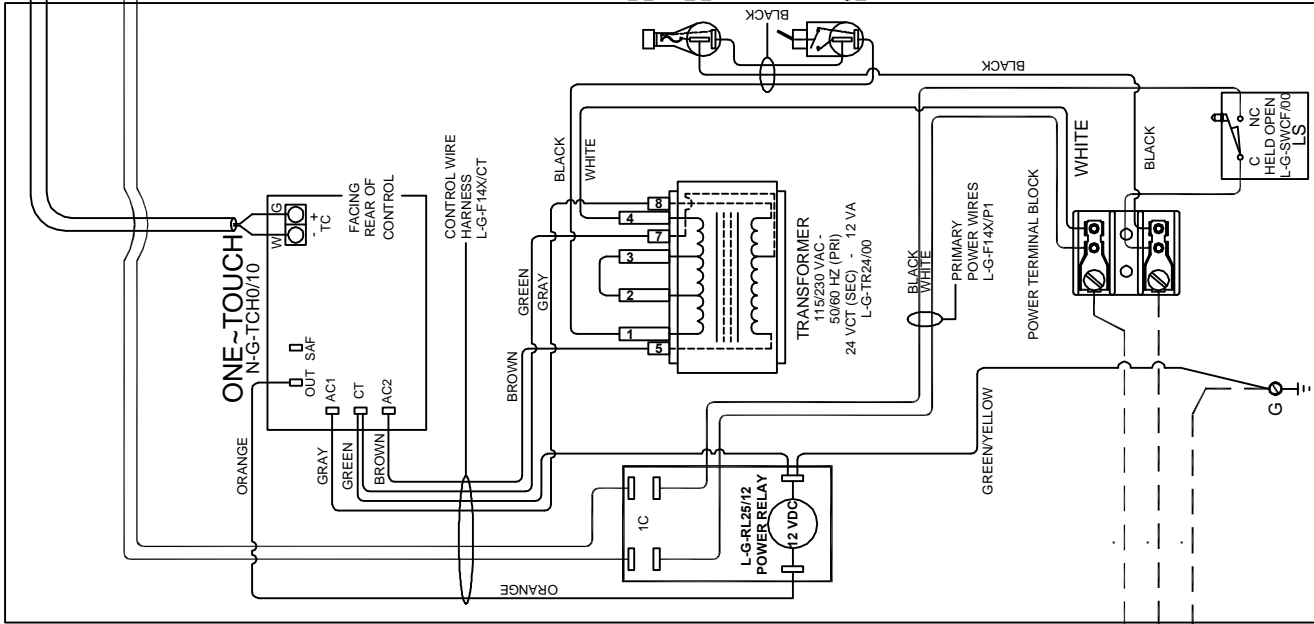 BLACK
BLACK
ONE~TOUCH
N-G-TCH0/10
W
G
-
+
TC
FACING
REAR OF
CONTROL
SAF
OUT
AC1
CT
AC2
ORANGE
GRAY
GREEN
BROWN
CONTROL WIRE
HARNESS
L-G-F14X/CT
BLACK
WHITE
GREEN
GRAY
BROWN
8
4
7
3
2
1
5
TRANSFORMER
115/230 VAC -
50/60 HZ (PRI)
24 VCT (SEC) - 12 VA
L-G-TR24/00
BLACK
WHITE
PRIMARY
POWER WIRES
L-G-F14X/P1
POWER TERMINAL BLOCK
WHITE
BLACK
C NC
HELD OPEN
L-G-SWCF/00
LS
1C
L-G-RL25/12
POWER RELAY
12 VDC
ORANGE
GREEN/YELLOW
G